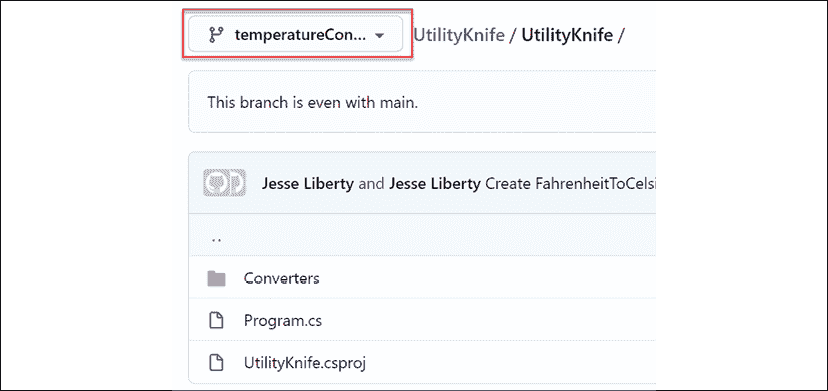 temperatureCon... UtilityKnife / UtilityKnife /
This branch is even with main.
Jesse Liberty and Jesse Liberty Create FahrenheitToCelsi
..
Converters
Program.cs
UtilityKnife.csproj